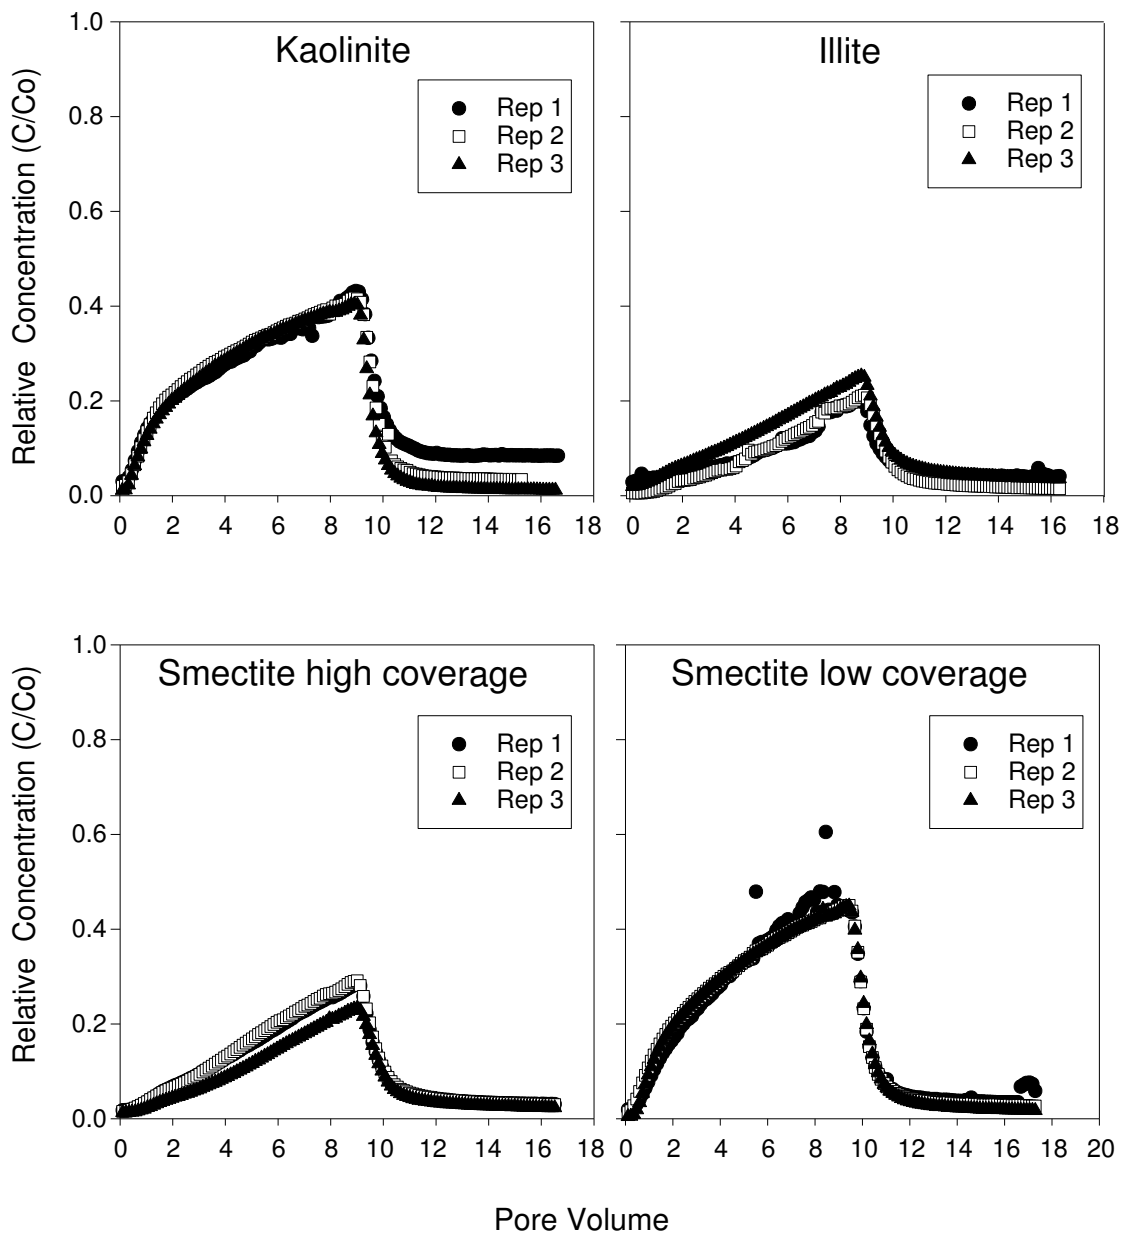 Kaolinite
Rep 1
Rep 2
Rep 3
1.0
0.8
0.6
0.4
0.2
0.0
0 2 4 6 8 10 12 14 16 18
Relative Concentration (C/Co)
Illite
Rep 1
Rep 2
Rep 3
0 2 4 6 8 10 12 14 16 18
Smectite high coverage
Rep 1
Rep 2
Rep 3
1.0
0.8
0.6
0.4
0.2
0.0
0 2 4 6 8 10 12 14 16 18
Relative Concentration (C/Co)
Smectite low coverage
Rep 1
Rep 2
Rep 3
0 2 4 6 8 10 12 14 16 18 20
Pore Volume